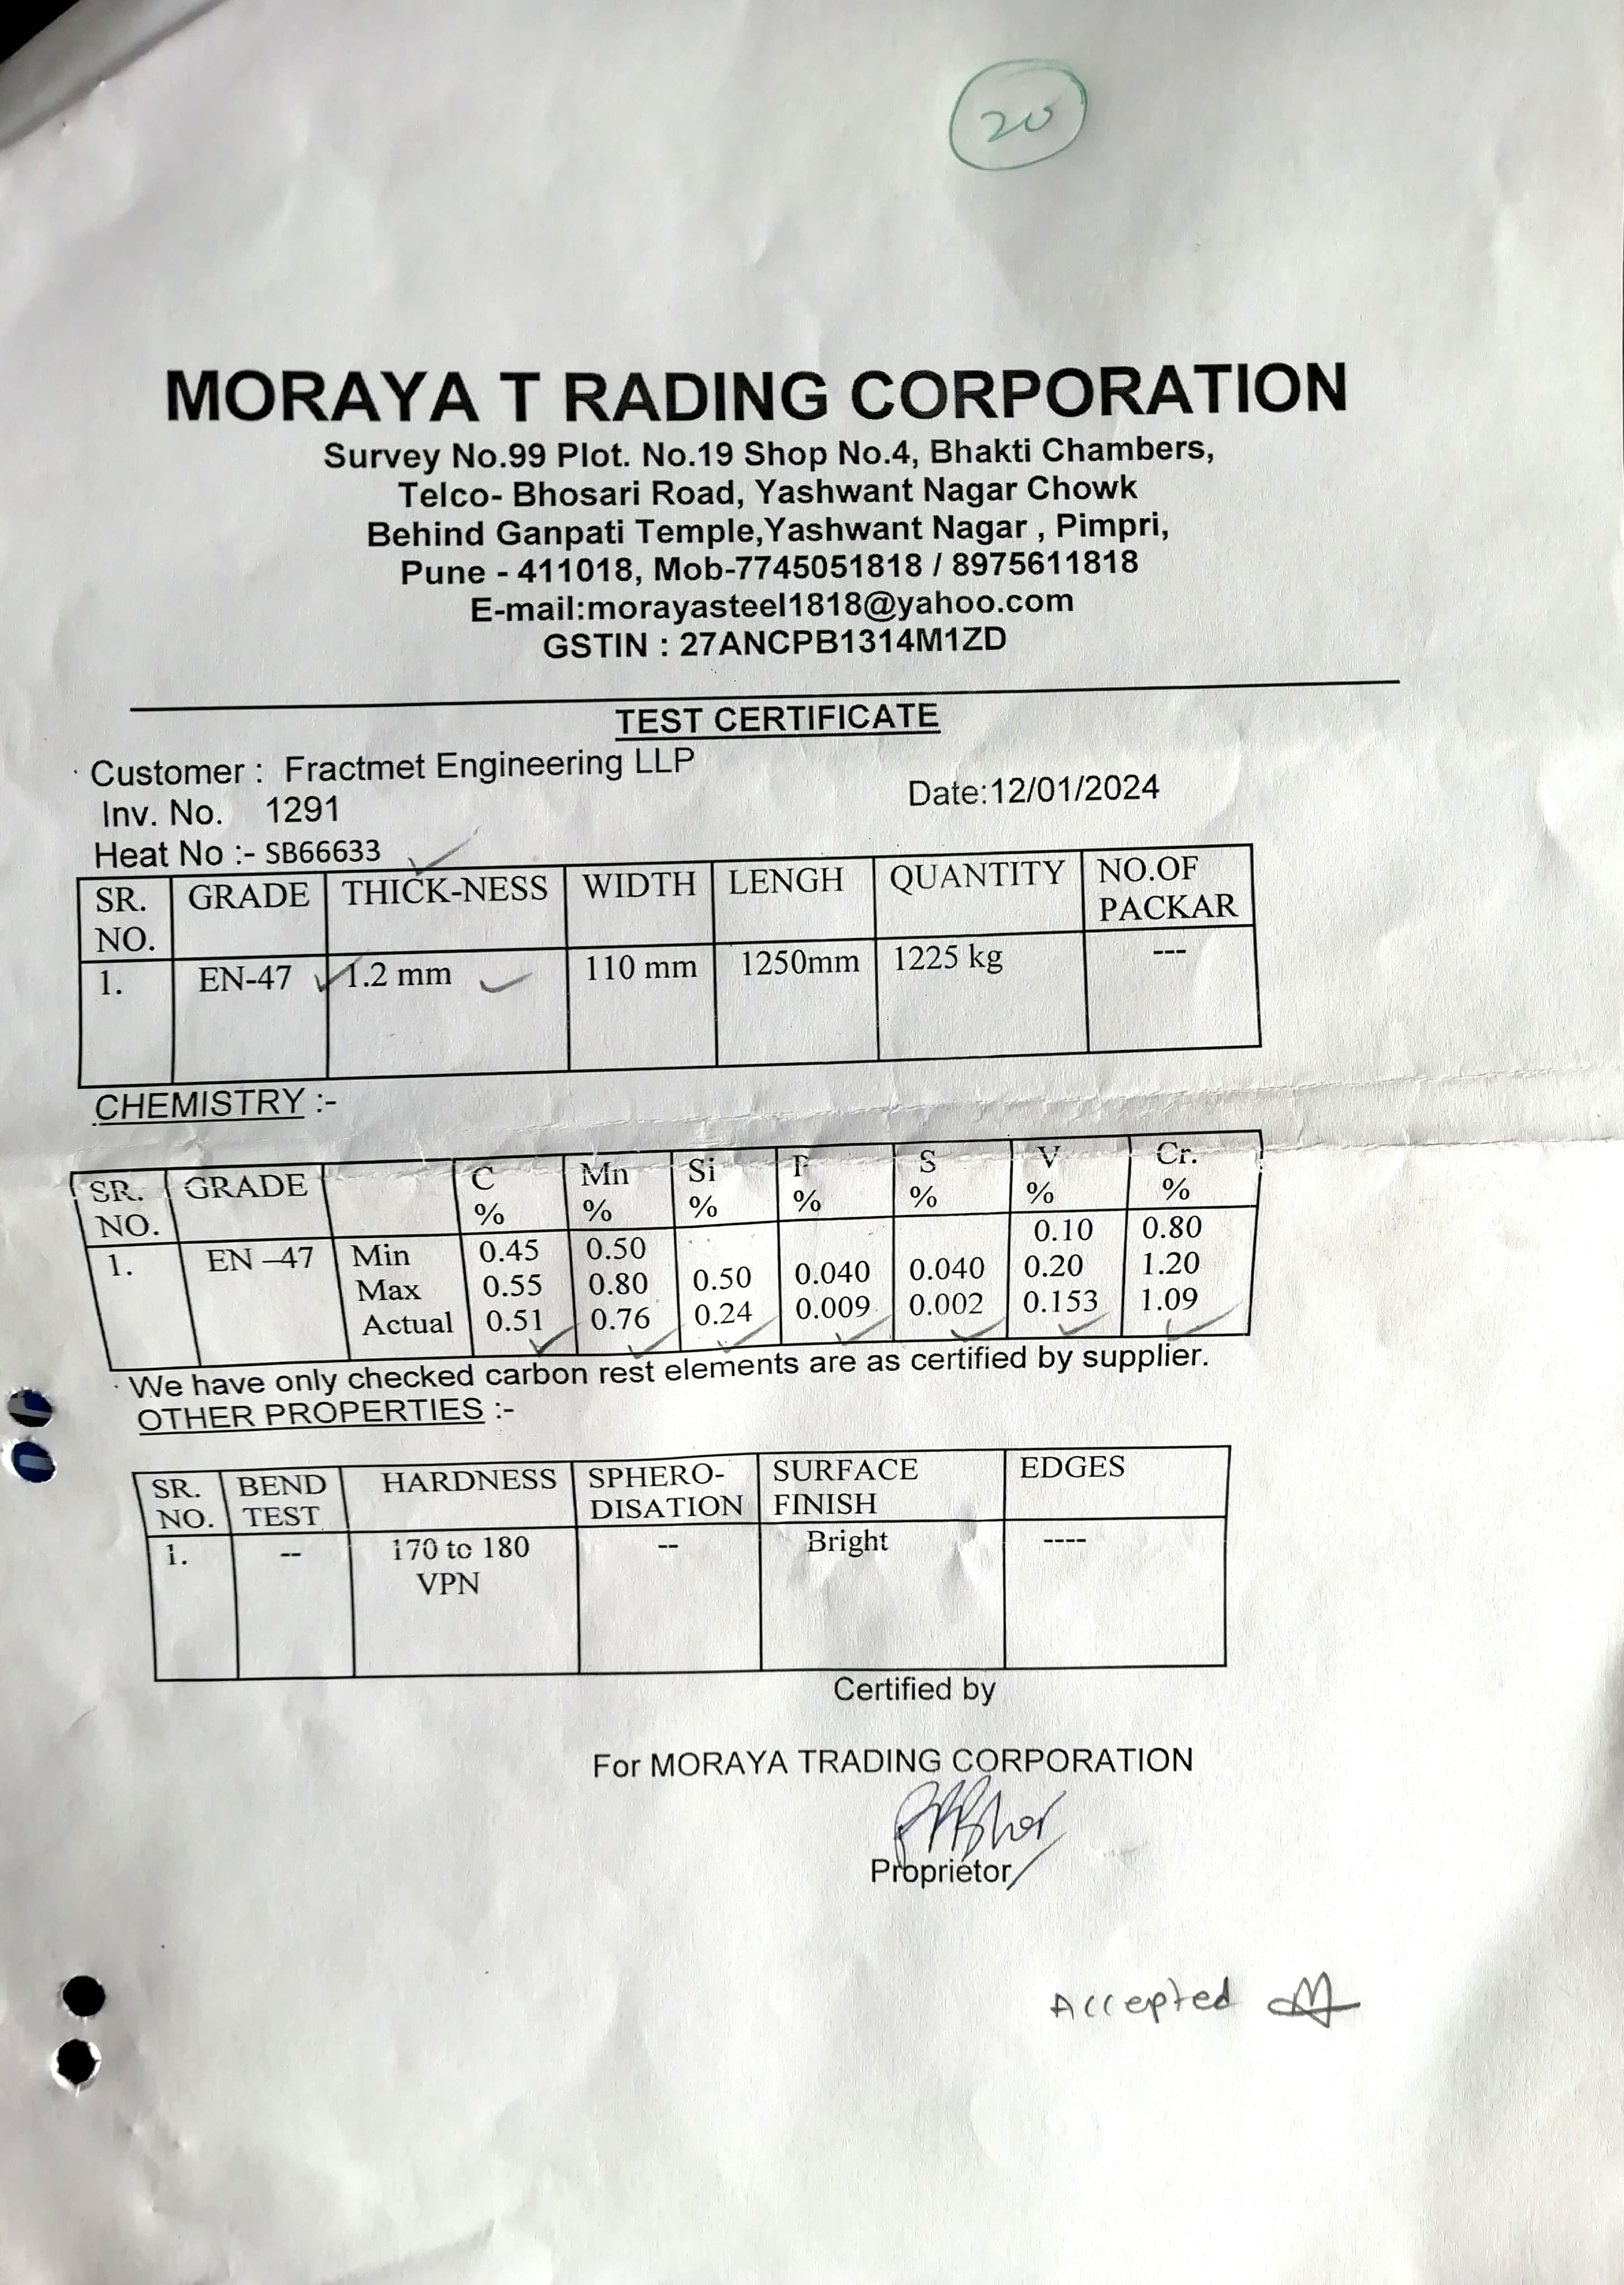 20
MORAYA T RADING CORPORATION
Survey No.99 Plot. No.19 Shop No.4, Bhakti Chambers,
Telco- Bhosari Road, Yashwant Nagar Chowk
Behind Ganpati Temple,Yashwant Nagar , Pimpri,
Pune - 411018, Mob-7745051818 / 8975611818
E-mail:morayasteel1818@yahoo.com
GSTIN : 27ANCPB1314M1ZD
TEST CERTIFICATE
Customer : Fractmet Engineering LLP
Inv. No. 1291 Date:12/01/2024
Heat No :- SB66633
SR. NO. GRADE THICK-NESS WIDTH LENGH QUANTITY NO.OF PACKAR
1. EN-47 1.2 mm 110 mm 1250mm 1225 kg ---
CHEMISTRY :-
SR. NO. GRADE C % Mn % Si % P % S % V % Cr. %
1. EN –47 Min 0.45 0.50 0.10 0.80
Max 0.55 0.80 0.50 0.040 0.040 0.20 1.20
Actual 0.51 0.76 0.24 0.009 0.002 0.153 1.09
We have only checked carbon rest elements are as certified by supplier.
OTHER PROPERTIES :-
SR. NO. BEND TEST HARDNESS SPHERO-DISATION SURFACE FINISH EDGES
1. -- 170 to 180 VPN -- Bright ----
Certified by
For MORAYA TRADING CORPORATION
Proprietor
Accepted